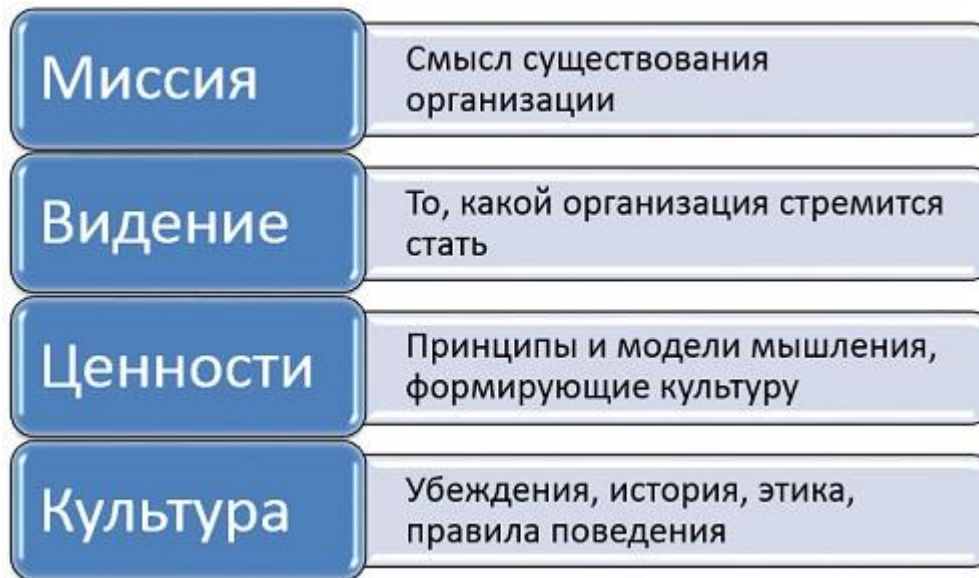 Миссия
Смысл существования
организации
Видение
То, какой организация стремится
стать
Ценности
Принципы и модели мышления,
формирующие культуру
Культура
Убеждения, история, этика,
правила поведения